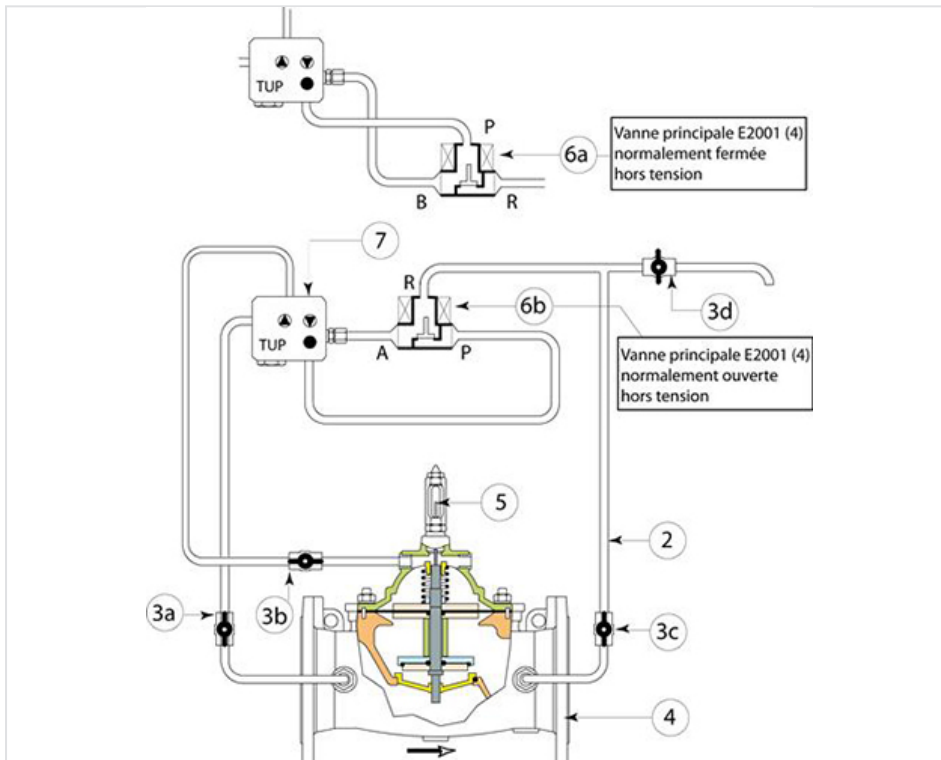 TUP
P
6a
Vanne principale E2001 (4)
normalement fermée
hors tension
B
R
7
R
6b
3d
TUP
A
P
Vanne principale E2001 (4)
normalement ouverte
hors tension
5
2
3a
3b
3c
4